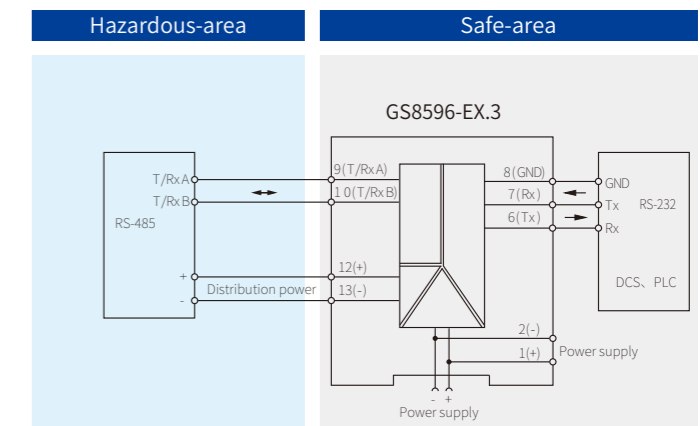 Hazardous-area
Safe-area
GS8596-EX.3
T/RxA
T/RxB
RS-485
+
-
Distribution power
9(T/RxA)
10(T/RxB)
12(+)
13(-)
8(GND)
7(Rx)
6(Tx)
2(-)
1(+)
GND
Tx
RS-232
Rx
DCS、PLC
Power supply
- +
Power supply